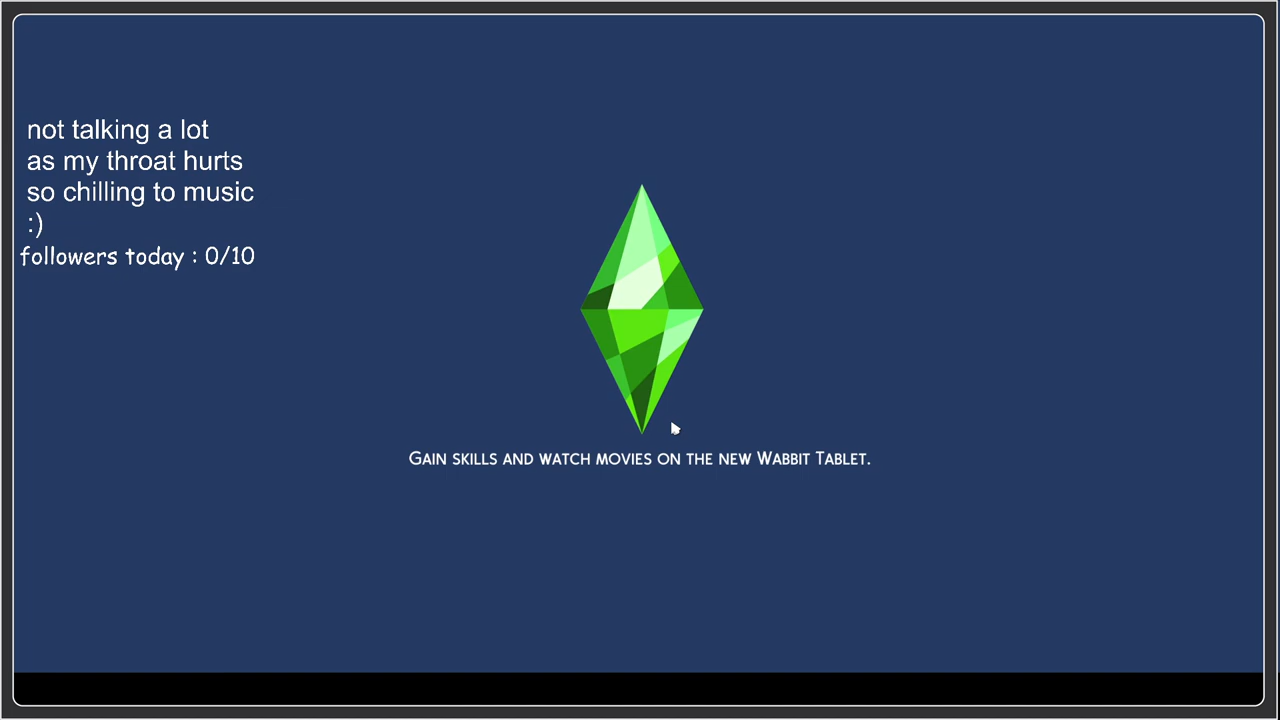 not talking a lot
as my throat hurts
so chilling to music
:)
followers today : 0/10
Gain skills and watch movies on the new Wabbit Tablet.